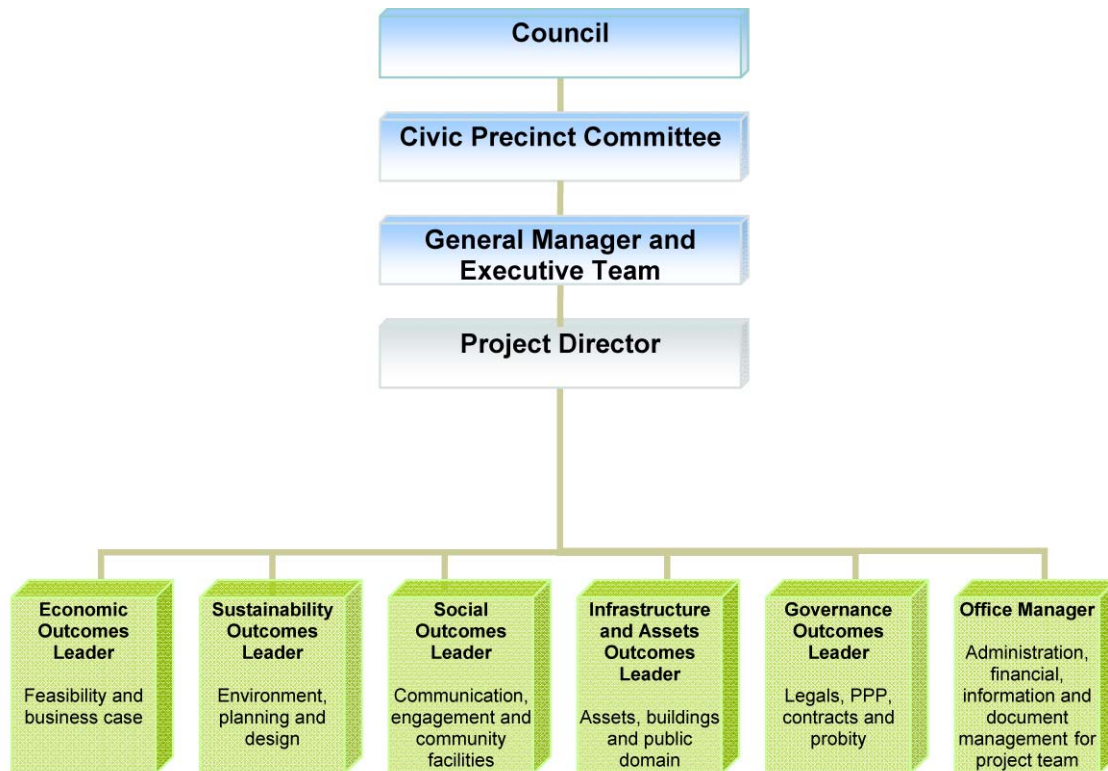 Council
Civic Precinct Committee
General Manager and
Executive Team
Project Director
Economic
Outcomes
Leader
Feasibility and
business case
Sustainability
Outcomes
Leader
Environment,
planning and
design
Social
Outcomes
Leader
Communication,
engagement and
community
facilities
Infrastructure
and Assets
Outcomes
Leader
Assets, buildings
and public
domain
Governance
Outcomes
Leader
Legals, PPP,
contracts and
probity
Office Manager
Administration,
financial,
information and
document
management for
project team